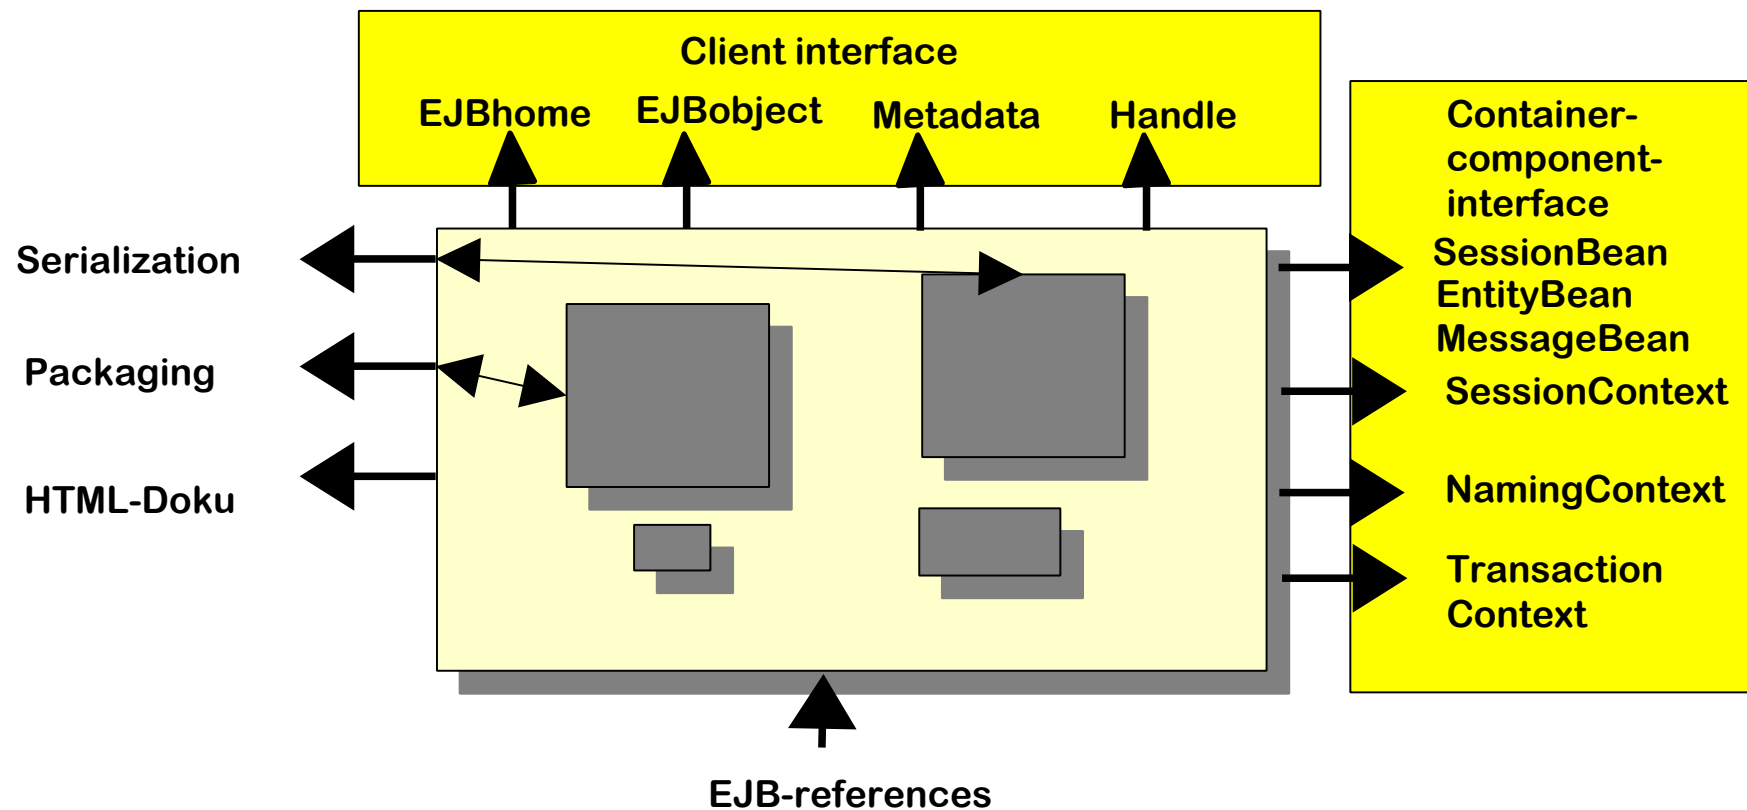 Client interface
EJBhome EJBobject Metadata Handle
Container-
component-
interface
SessionBean
EntityBean
MessageBean
SessionContext
NamingContext
Transaction
Context
Serialization
Packaging
HTML-Doku
EJB-references